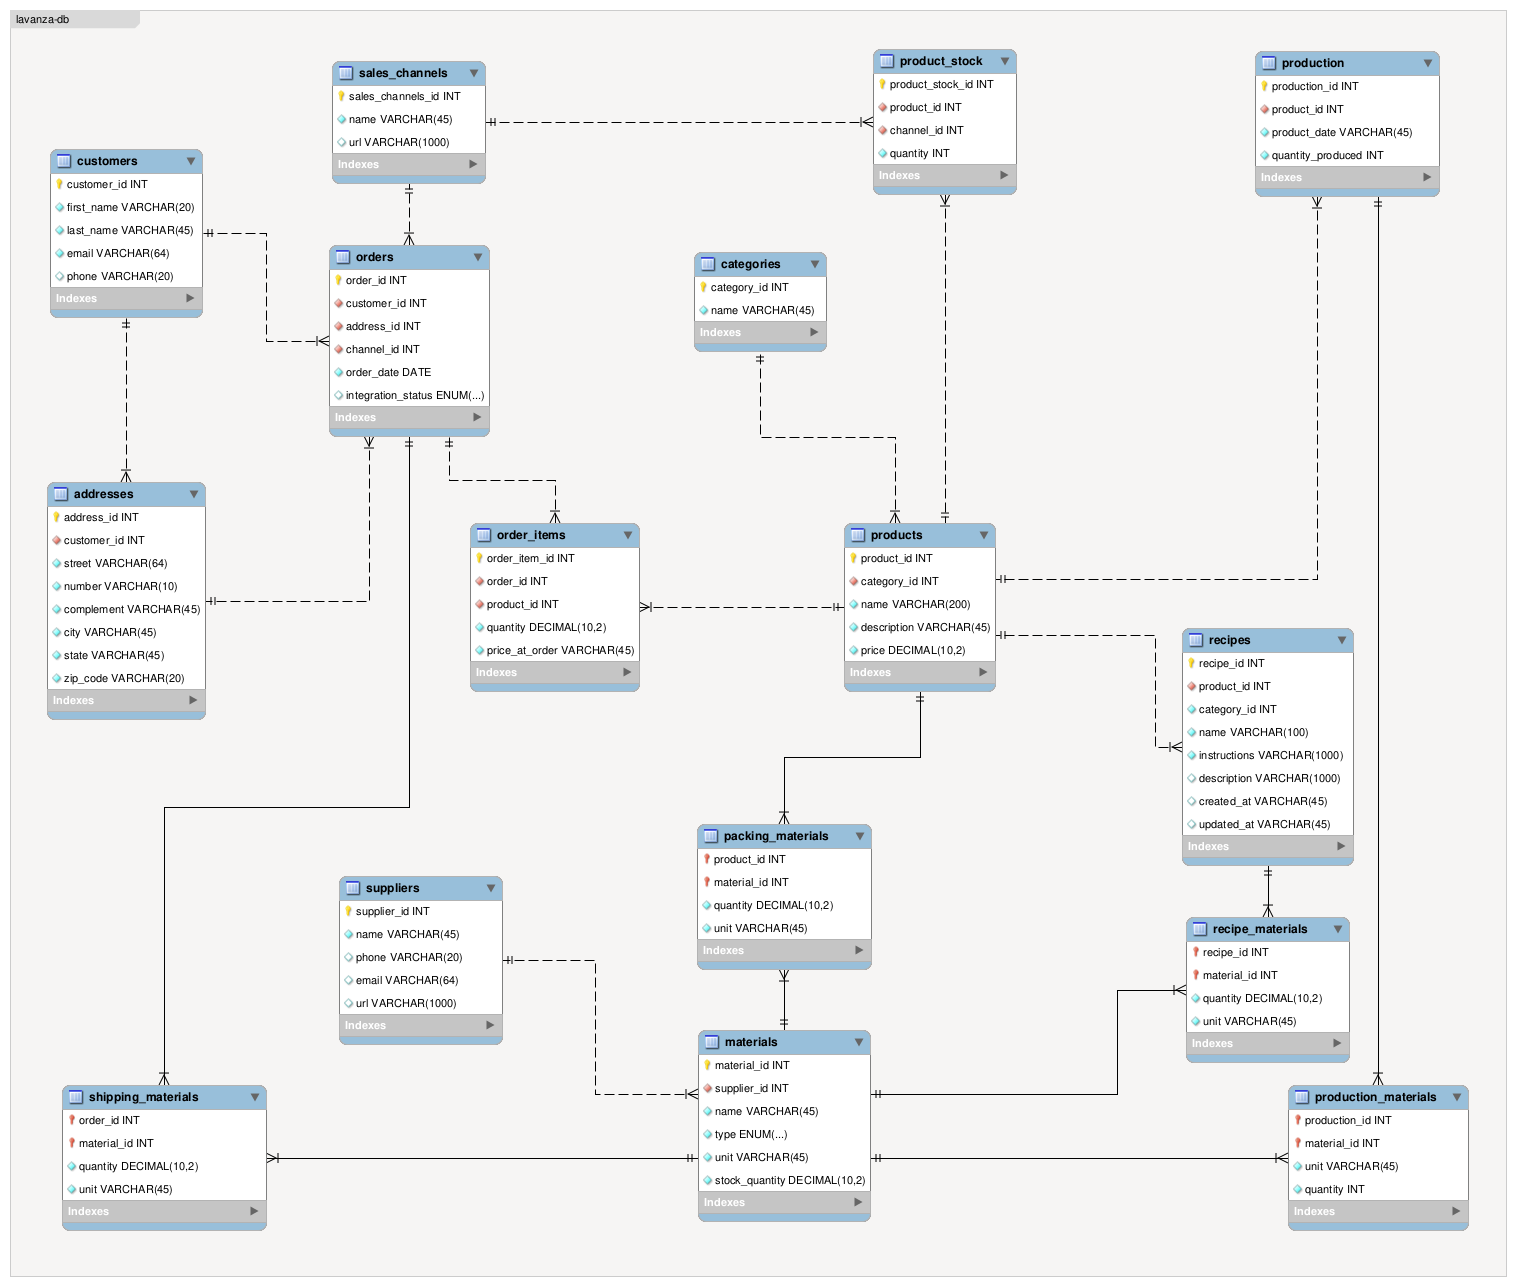 lavanza-db
sales_channels
sales_channels_id INT
name VARCHAR(45)
url VARCHAR(1000)
Indexes
product_stock
product_stock_id INT
product_id INT
channel_id INT
quantity INT
Indexes
production
production_id INT
product_id INT
product_date VARCHAR(45)
quantity_produced INT
Indexes
customers
customer_id INT
first_name VARCHAR(20)
last_name VARCHAR(45)
email VARCHAR(64)
phone VARCHAR(20)
Indexes
orders
order_id INT
customer_id INT
address_id INT
channel_id INT
order_date DATE
integration_status ENUM(...)
Indexes
categories
category_id INT
name VARCHAR(45)
Indexes
addresses
address_id INT
customer_id INT
street VARCHAR(64)
number VARCHAR(10)
complement VARCHAR(45)
city VARCHAR(45)
state VARCHAR(45)
zip_code VARCHAR(20)
Indexes
order_items
order_item_id INT
order_id INT
product_id INT
quantity DECIMAL(10,2)
price_at_order VARCHAR(45)
Indexes
products
product_id INT
category_id INT
name VARCHAR(200)
description VARCHAR(45)
price DECIMAL(10,2)
Indexes
recipes
recipe_id INT
product_id INT
category_id INT
name VARCHAR(100)
instructions VARCHAR(1000)
description VARCHAR(1000)
created_at VARCHAR(45)
updated_at VARCHAR(45)
Indexes
packing_materials
product_id INT
material_id INT
quantity DECIMAL(10,2)
unit VARCHAR(45)
Indexes
suppliers
supplier_id INT
name VARCHAR(45)
phone VARCHAR(20)
email VARCHAR(64)
url VARCHAR(1000)
Indexes
recipe_materials
recipe_id INT
material_id INT
quantity DECIMAL(10,2)
unit VARCHAR(45)
Indexes
materials
material_id INT
supplier_id INT
name VARCHAR(45)
type ENUM(...)
unit VARCHAR(45)
stock_quantity DECIMAL(10,2)
Indexes
shipping_materials
order_id INT
material_id INT
quantity DECIMAL(10,2)
unit VARCHAR(45)
Indexes
production_materials
production_id INT
material_id INT
unit VARCHAR(45)
quantity INT
Indexes